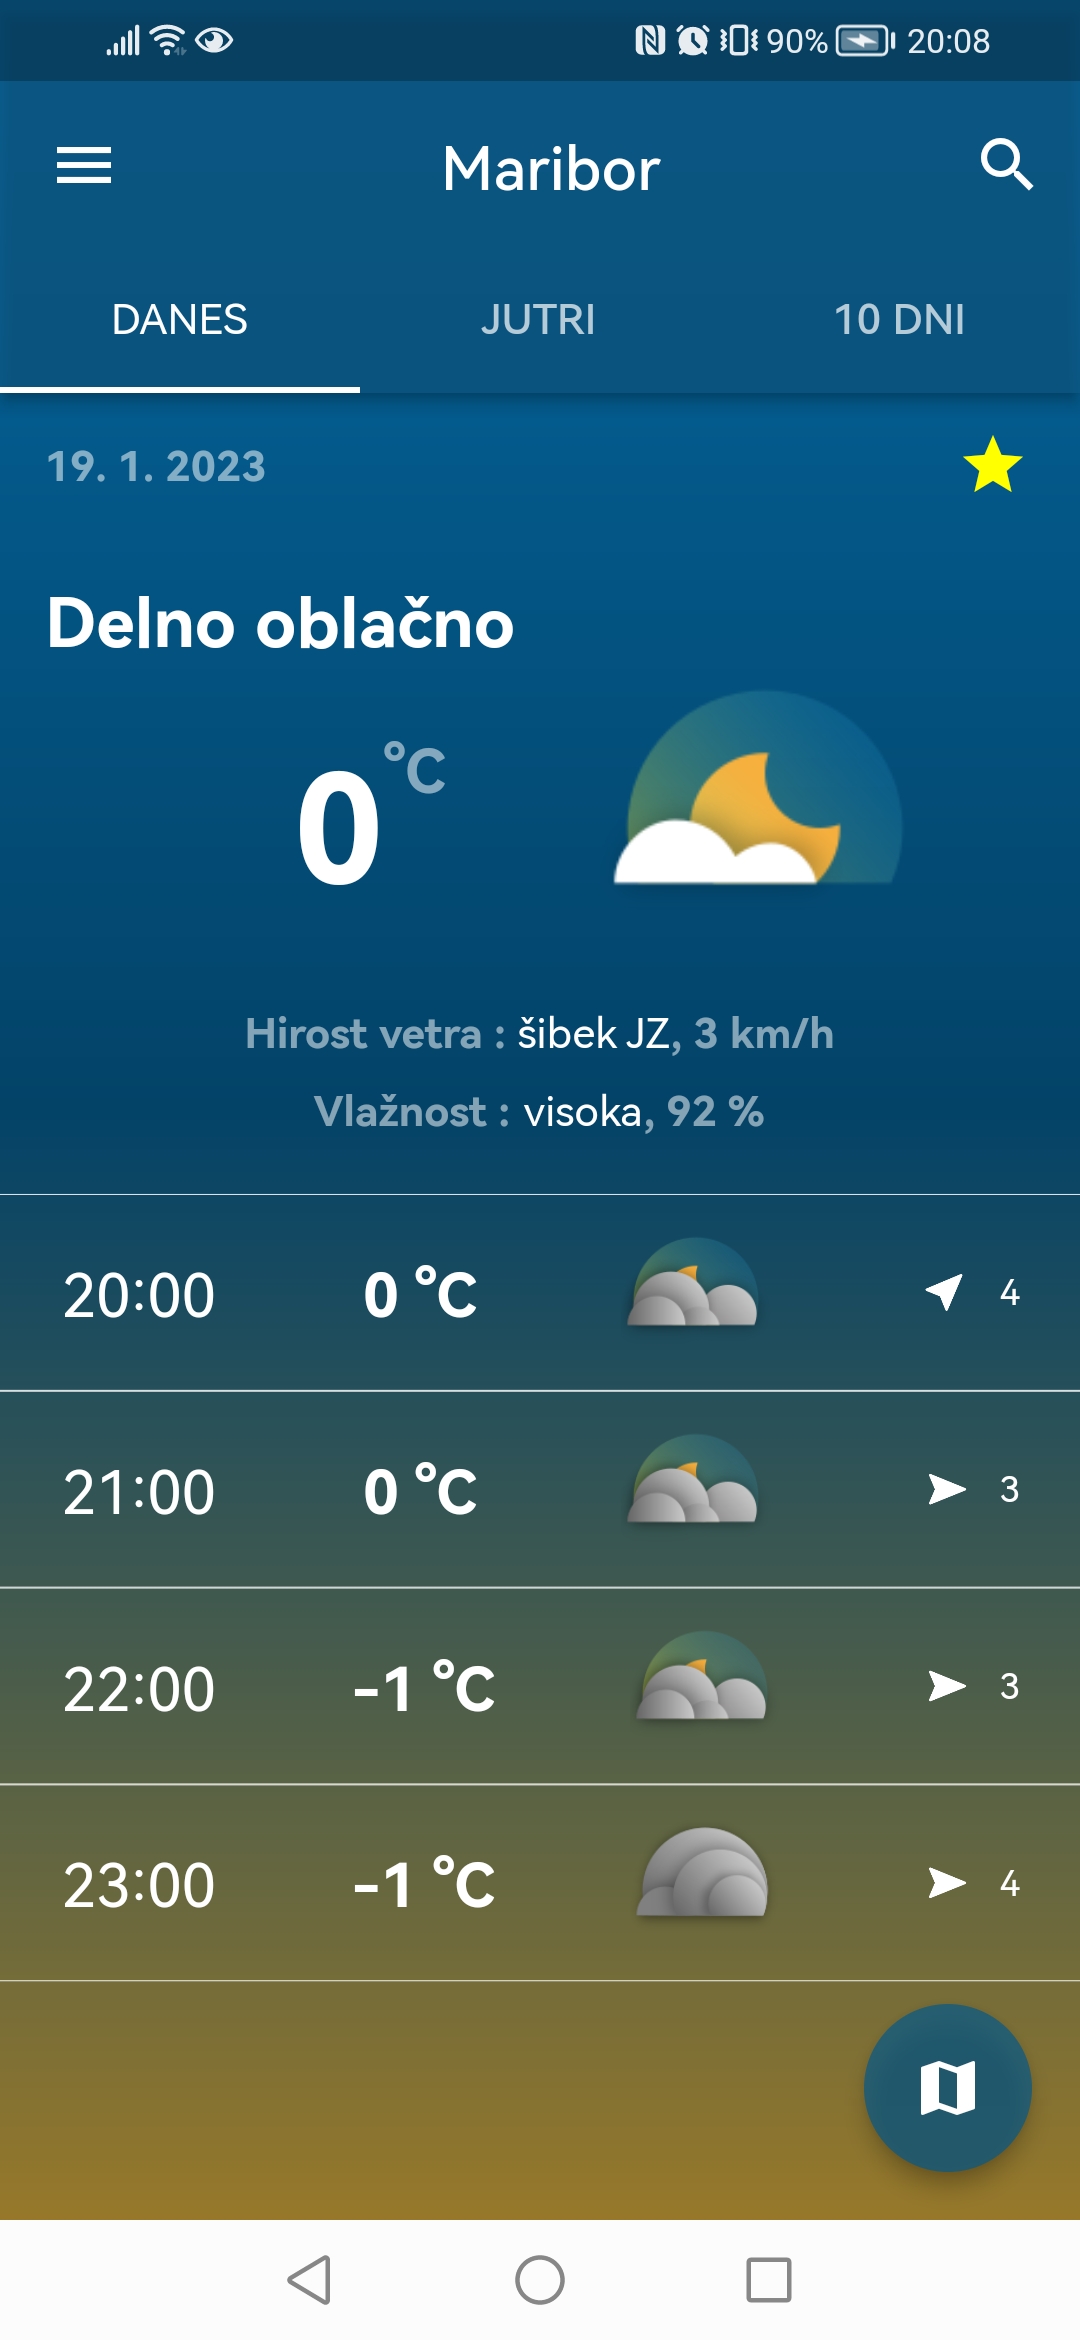 90% 20:08
Maribor
DANES JUTRI 10 DNI
19. 1. 2023
Delno oblačno
0 °C
Hirost vetra : šibek JZ, 3 km/h
Vlažnost : visoka, 92 %
20:00 0 °C 4
21:00 0 °C 3
22:00 -1 °C 3
23:00 -1 °C 4